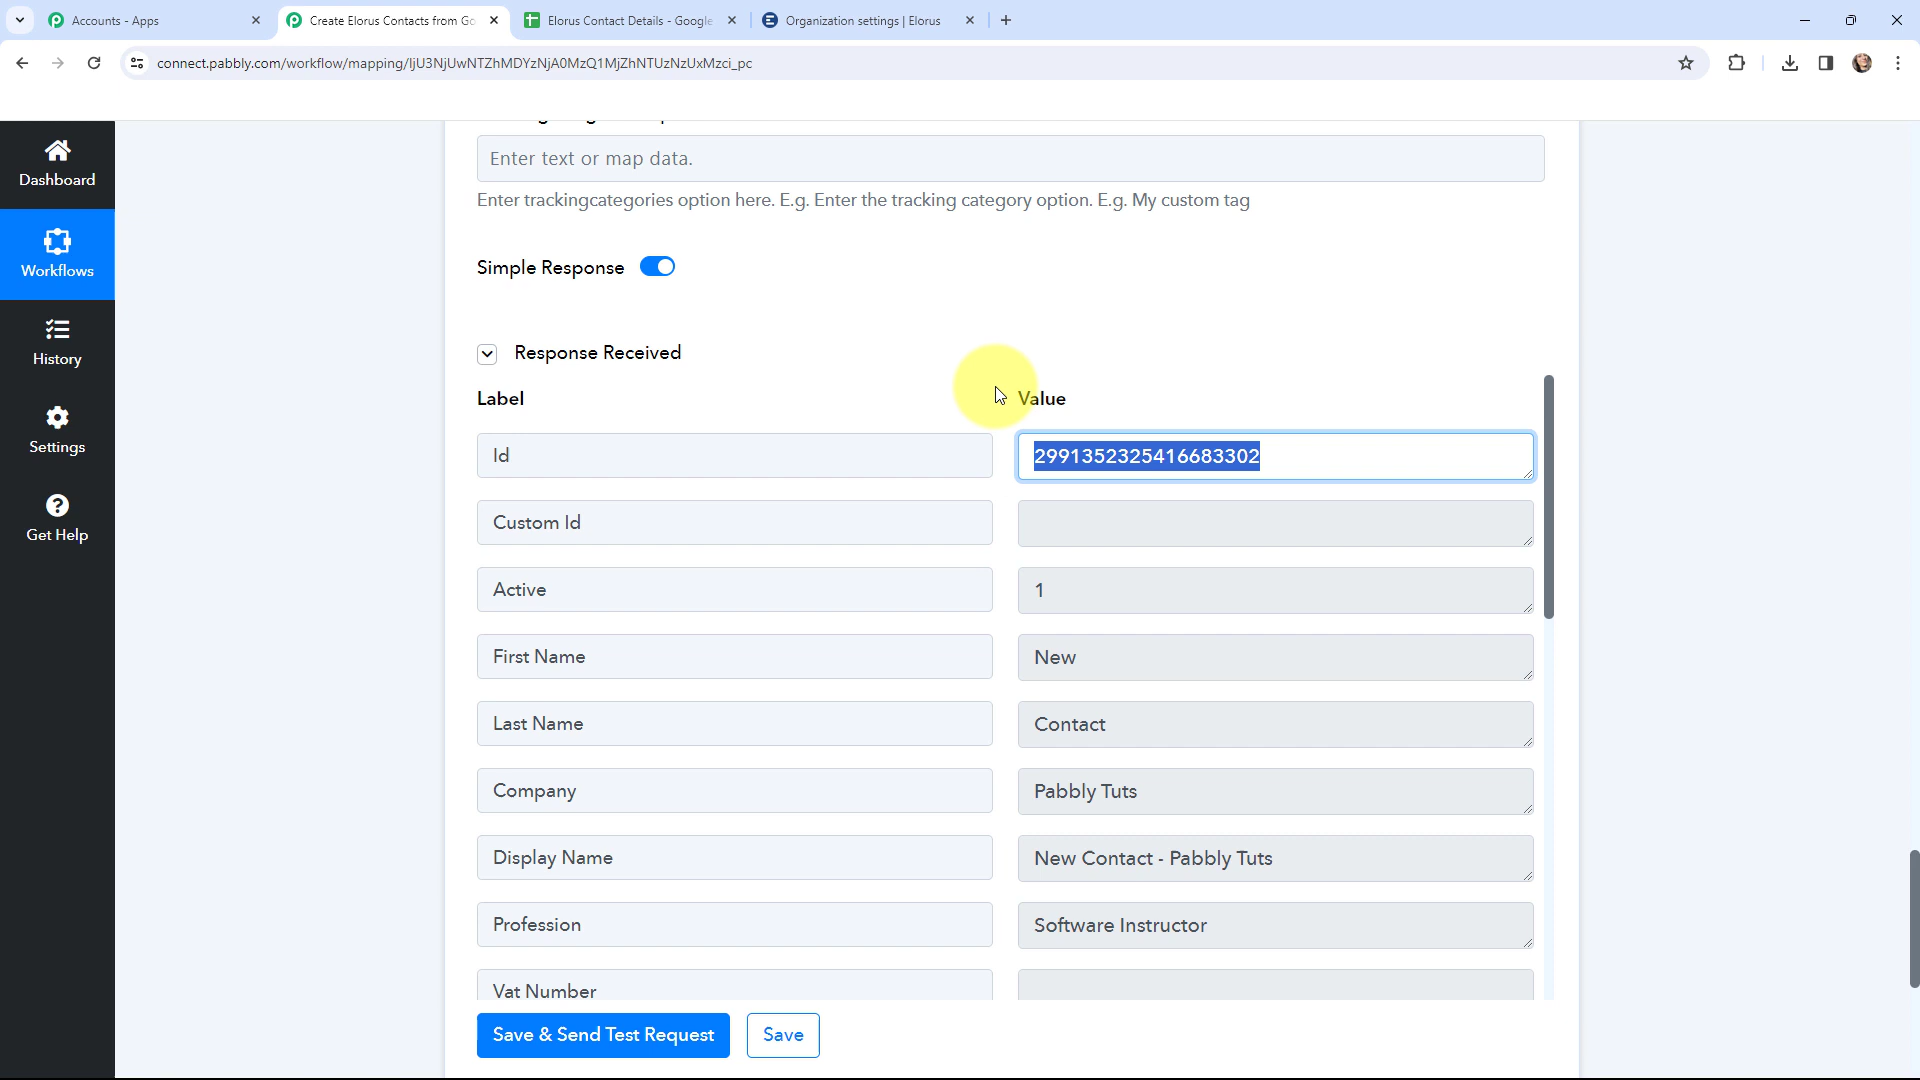 Accounts - Apps
Create Elorus Contacts from Go
Elorus Contact Details - Google
Organization settings | Elorus
connect.pabbly.com/workflow/mapping/IjU3NjUwNTZhMDYzNjA0MzQ1MjZhNTUzNzUxMzci_pc
Dashboard
Workflows
History
Settings
Get Help
Enter text or map data.
Enter trackingcategories option here. E.g. Enter the tracking category option. E.g. My custom tag
Simple Response
Response Received
Label Value
Id 2991352325416683302
Custom Id
Active 1
First Name New
Last Name Contact
Company Pabbly Tuts
Display Name New Contact - Pabbly Tuts
Profession Software Instructor
Vat Number
Save & Send Test Request Save